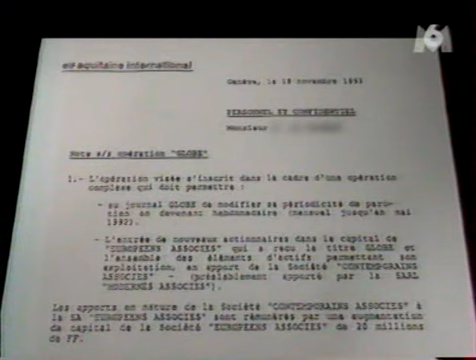 M6
elf aquitaine international
Genève, le 18 novembre 1993
PERSONNEL ET CONFIDENTIEL
Monsieur
Note s/s opération "GLOBE"
1.- L'opération visée s'inscrit dans le cadre d'une opération
complexe qui doit permettre :
- au journal GLOBE de modifier sa périodicité de paru-
tion en devenant hebdomadaire (mensuel jusqu'en mai
1992).
- L'entrée de nouveaux actionnaires dans le capital de
"EUROPEENS ASSOCIES" qui a reçu le titre GLOBE et
l'ensemble des éléments d'actifs permettant son
exploitation, en apport de la Société "CONTEMPORAINS
ASSOCIES" - (préalablement apporté par la SARL
"MODERNES ASSOCIES").
Les apports en nature de la Société "CONTEMPORAINS ASSOCIES" à
la SA "EUROPEENS ASSOCIES" sont rémunérés par une augmentation
de capital de la Société "EUROPEENS ASSOCIES" de 20 millions
de FF.